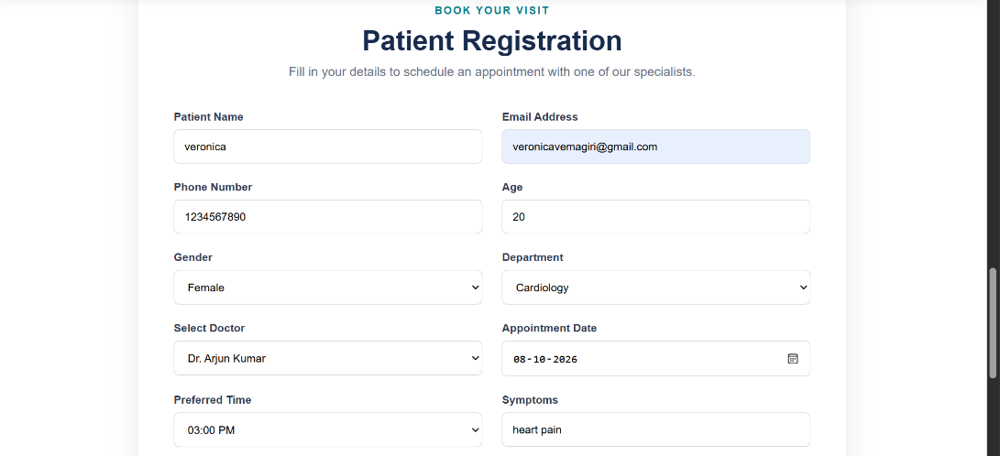 BOOK YOUR VISIT
Patient Registration
Fill in your details to schedule an appointment with one of our specialists.
Patient Name
Email Address
veronica
veronicavemagiri@gmail.com
Phone Number
Age
1234567890
20
Gender
Department
Female
Cardiology
Select Doctor
Appointment Date
Dr. Arjun Kumar
08-10-2026
Preferred Time
Symptoms
03:00 PM
heart pain